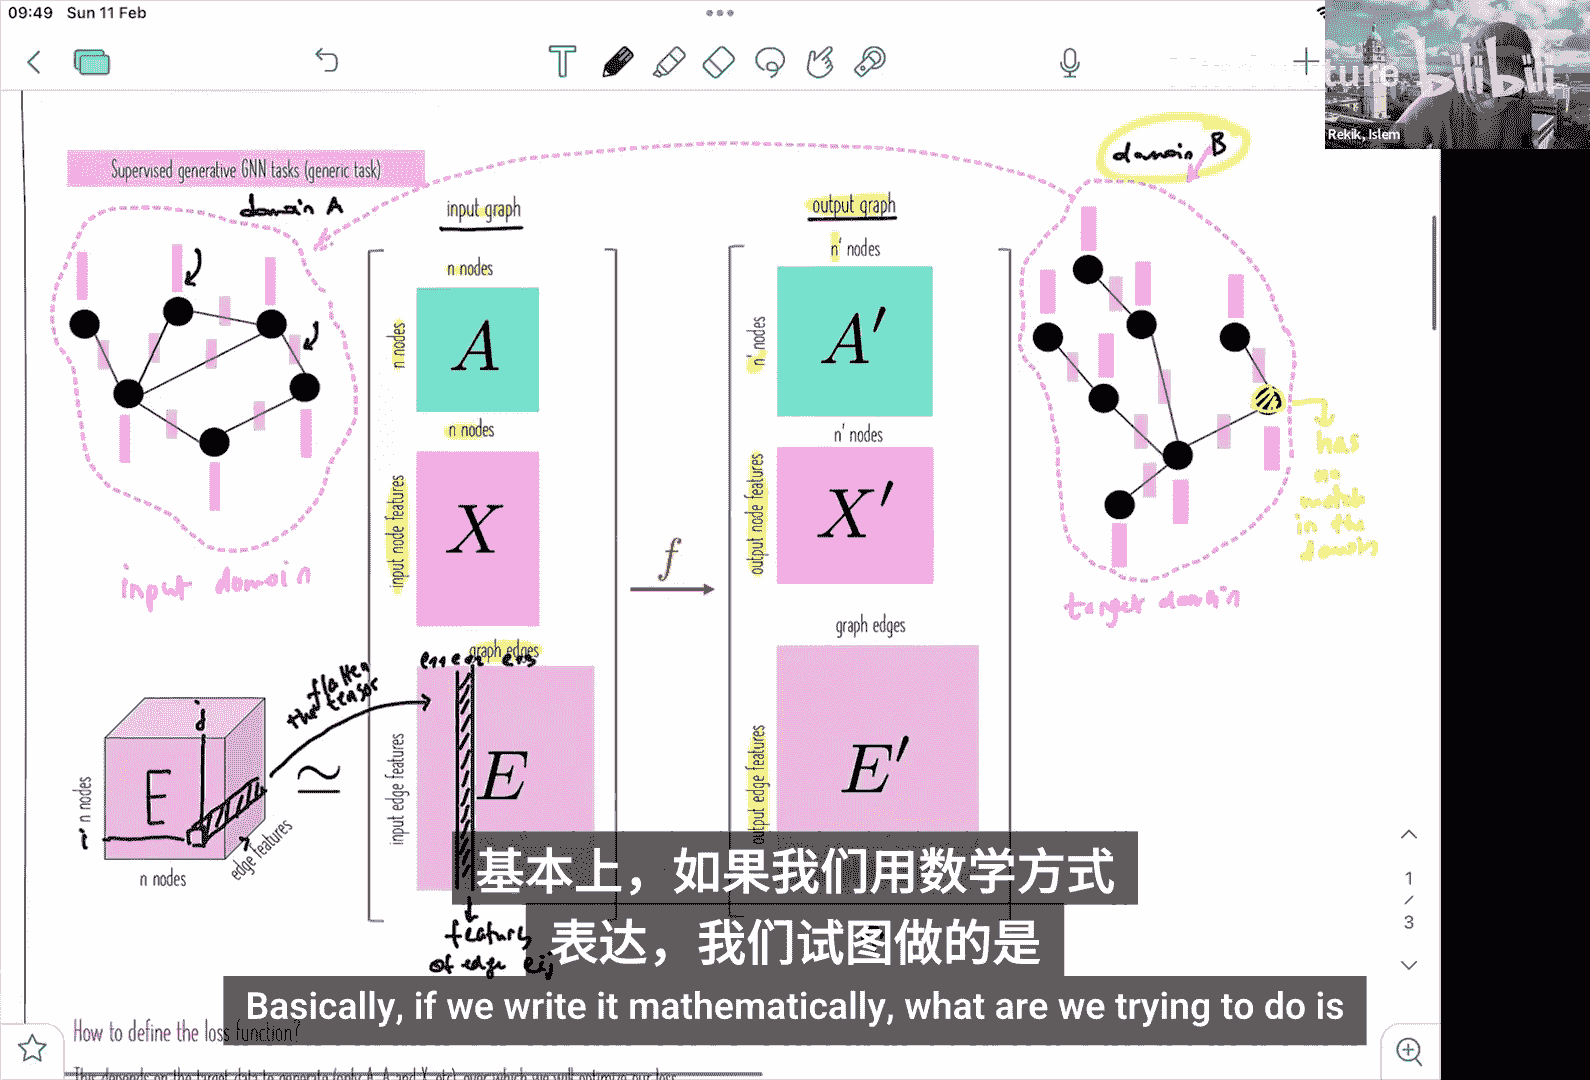 09:49 Sun 11 Feb
bilibili
Rekik, Islem
Supervised generative GNN tasks (generic task)
domain A
input graph
output graph
domain B
n nodes
n' nodes
n nodes
A
n' nodes
A'
n nodes
n' nodes
input node features
X
output node features
X'
f
has
no
match
in the
domain
input domain
target domain
graph edges
graph edges
e11
flatten
the tensor
input edge features
E
output edge features
E'
n nodes
i
j
E
≃
n nodes
edge features
features
of edge eij
基本上，如果我们用数学方式
表达，我们试图做的是
Basically, if we write it mathematically, what are we trying to do is
1
/
3
How to define the loss function?